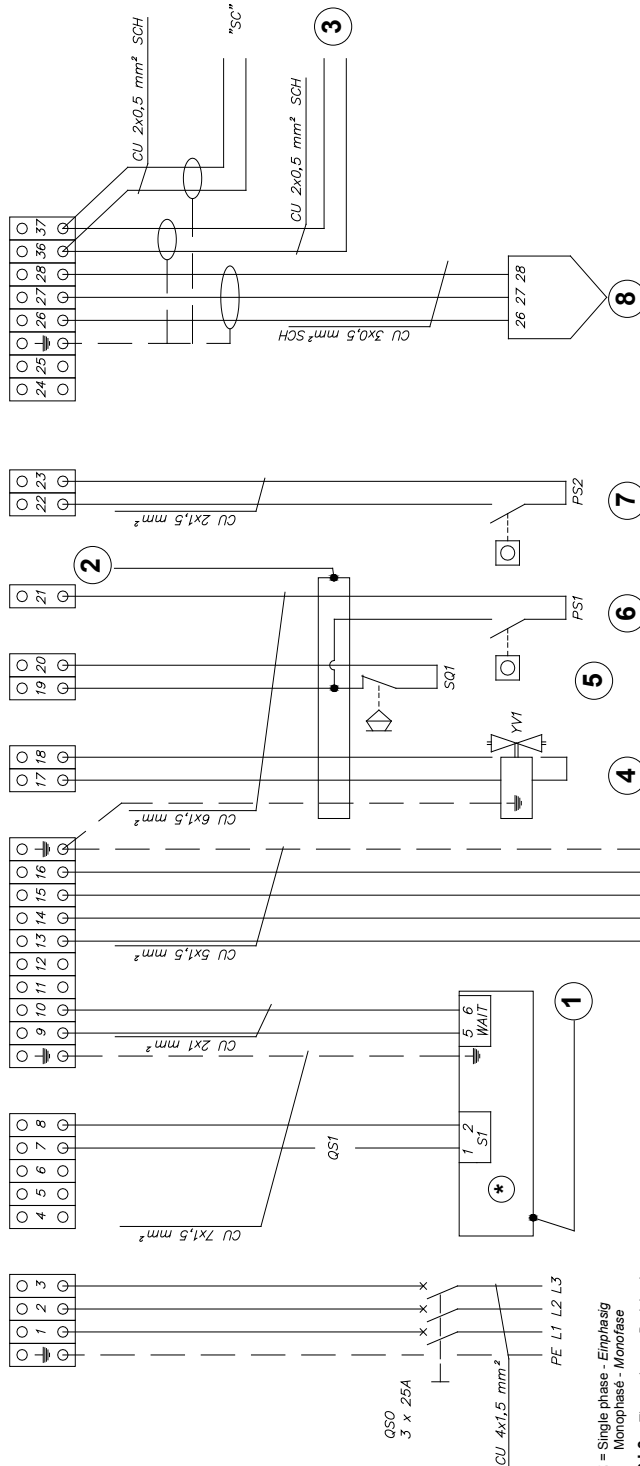 1 2 3
4 5 6 7 8
9 10 11 12 13 14 15 16
17 18
19 20
21
22 23
24 25 26 27 28 36 37
CU 7x1,5 mm²
CU 2x1 mm²
CU 5x1,5 mm²
CU 6x1,5 mm²
2
CU 2x1,5 mm²
CU 3x0,5 mm² SCH
CU 2x0,5 mm² SCH
"SC"
CU 2x0,5 mm² SCH
3
QSO
3 x 25A
CU 4x1,5 mm²
PE L1 L2 L3
QS1
1 2
S1
5 6
WAIT
*
1
YV1
4
SQ1
5
PS1
6
PS2
7
26 27 28
8
= Single phase - Einphasig
Monophasé - Monofase